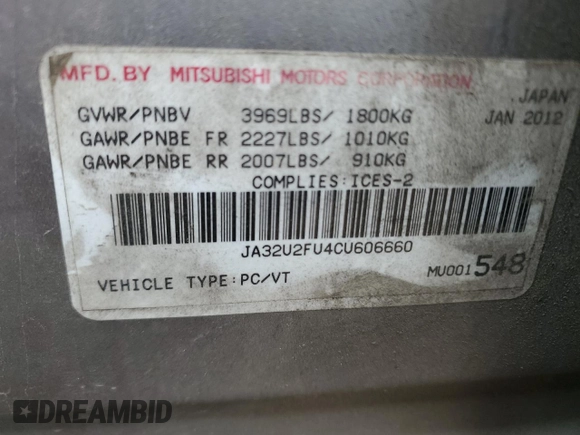 MFD. BY MITSUBISHI MOTORS CORPORATION
JAPAN
GVWR/PNBV 3969LBS/ 1800KG JAN 2012
GAWR/PNBE FR 2227LBS/ 1010KG
GAWR/PNBE RR 2007LBS/ 910KG
COMPLIES:ICES-2
JA32U2FU4CU606660
VEHICLE TYPE:PC/VT MU001548
DREAMBID